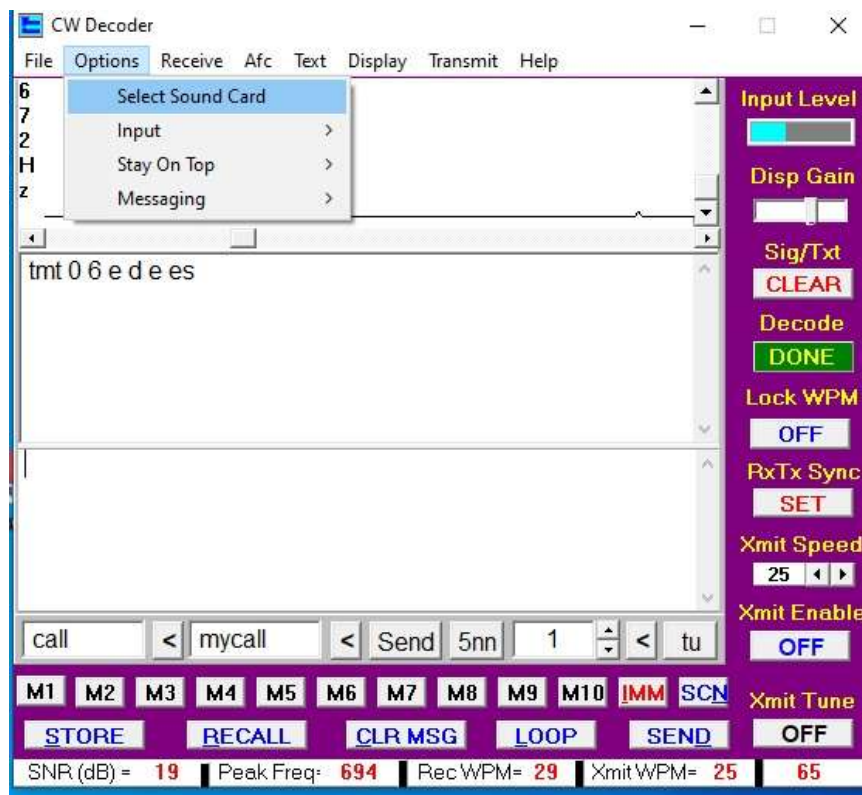 CW Decoder
File Options Receive Afc Text Display Transmit Help
Select Sound Card
Input
Stay On Top
Messaging
6
7
2
H
z
tmt 0 6 e d e es
Input Level
Disp Gain
Sig/Txt
CLEAR
Decode
DONE
Lock WPM
OFF
RxTx Sync
SET
Xmit Speed
25
Xmit Enable
OFF
Xmit Tune
OFF
call < mycall < Send 5nn 1 < tu
M1 M2 M3 M4 M5 M6 M7 M8 M9 M10 IMM SCN
STORE RECALL CLR MSG LOOP SEND
SNR (dB) = 19 Peak Freq: 694 Rec WPM= 29 Xmit WPM= 25 65